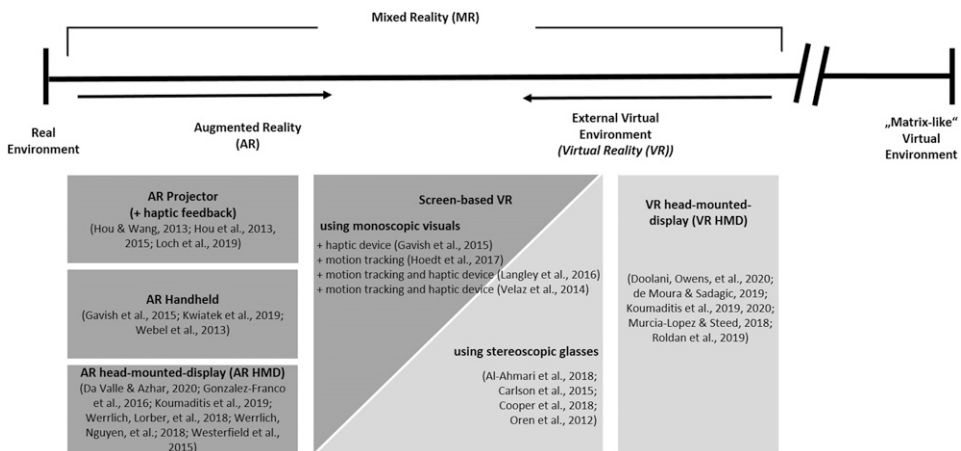 Mixed Reality (MR)
Real
Environment
Augmented Reality
(AR)
External Virtual
Environment
(Virtual Reality (VR))
„Matrix-like“
Virtual
Environment
AR Projector
(+ haptic feedback)
(Hou & Wang, 2013; Hou et al., 2013,
2015; Loch et al., 2019)
AR Handheld
(Gavish et al., 2015; Kwiatek et al., 2019;
Webel et al., 2013)
AR head-mounted-display (AR HMD)
(Da Valle & Azhar, 2020; Gonzalez-Franco
et al., 2016; Koumaditis et al., 2019;
Werrlich, Lorber, et al., 2018; Werrlich,
Nguyen, et al.; 2018; Westerfield et al.,
2015)
Screen-based VR
using monoscopic visuals
+ haptic device (Gavish et al., 2015)
+ motion tracking (Hoedt et al., 2017)
+ motion tracking and haptic device (Langley et al., 2016)
+ motion tracking and haptic device (Velaz et al., 2014)
using stereoscopic glasses
(Al-Ahmari et al., 2018;
Carlson et al., 2015;
Cooper et al., 2018;
Oren et al., 2012)
VR head-mounted-
display (VR HMD)
(Doolani, Owens, et al., 2020;
de Moura & Sadagic, 2019;
Koumaditis et al., 2019, 2020;
Murcia-Lopez & Steed, 2018;
Roldan et al., 2019)